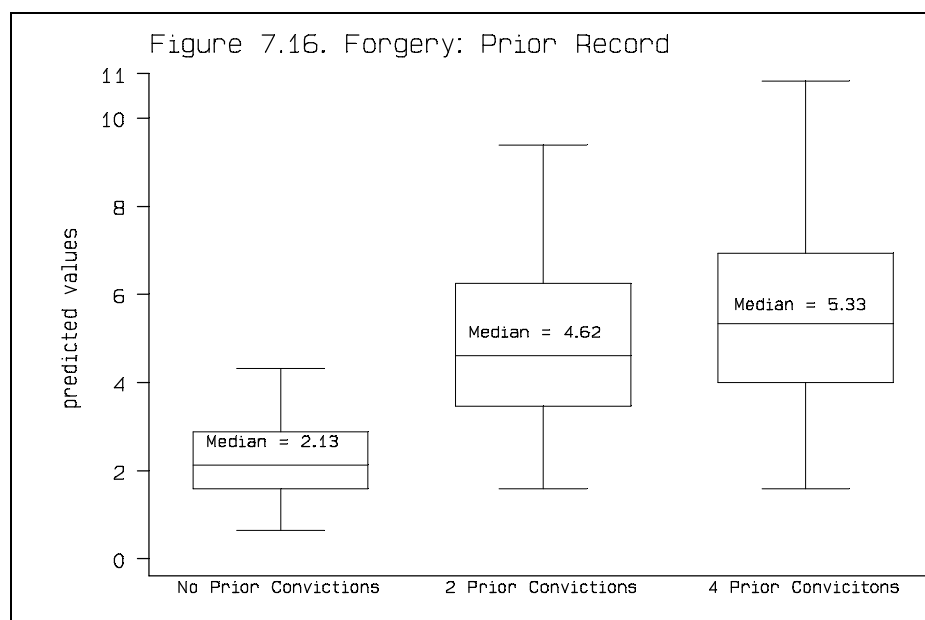 Figure 7.16. Forgery: Prior Record
11
10
8
6
4
2
0
predicted values
Median = 2.13
Median = 4.62
Median = 5.33
No Prior Convictions
2 Prior Convictions
4 Prior Convicitons